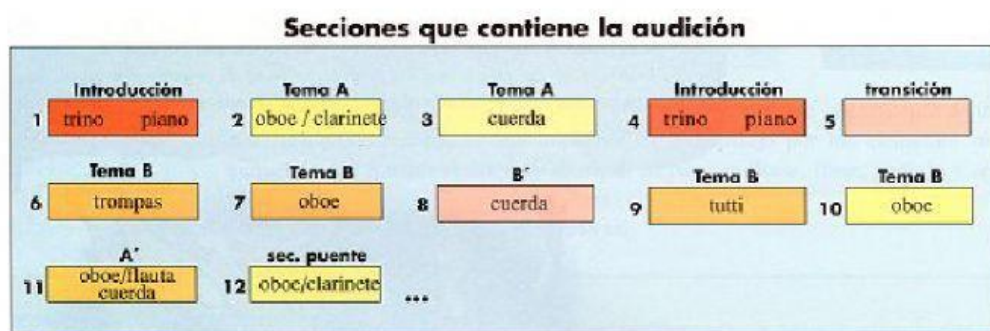 Secciones que contiene la audición
Introducción
1 trino piano
Tema A
2 oboe / clarinete
Tema A
3 cuerda
Introducción
4 trino piano
transición
5
Tema B
6 trompas
Tema B
7 oboe
B´
8 cuerda
Tema B
9 tutti
Tema B
10 oboe
A´
11 oboe/flauta
cuerda
sec. puente
12 oboe/clarinete
...